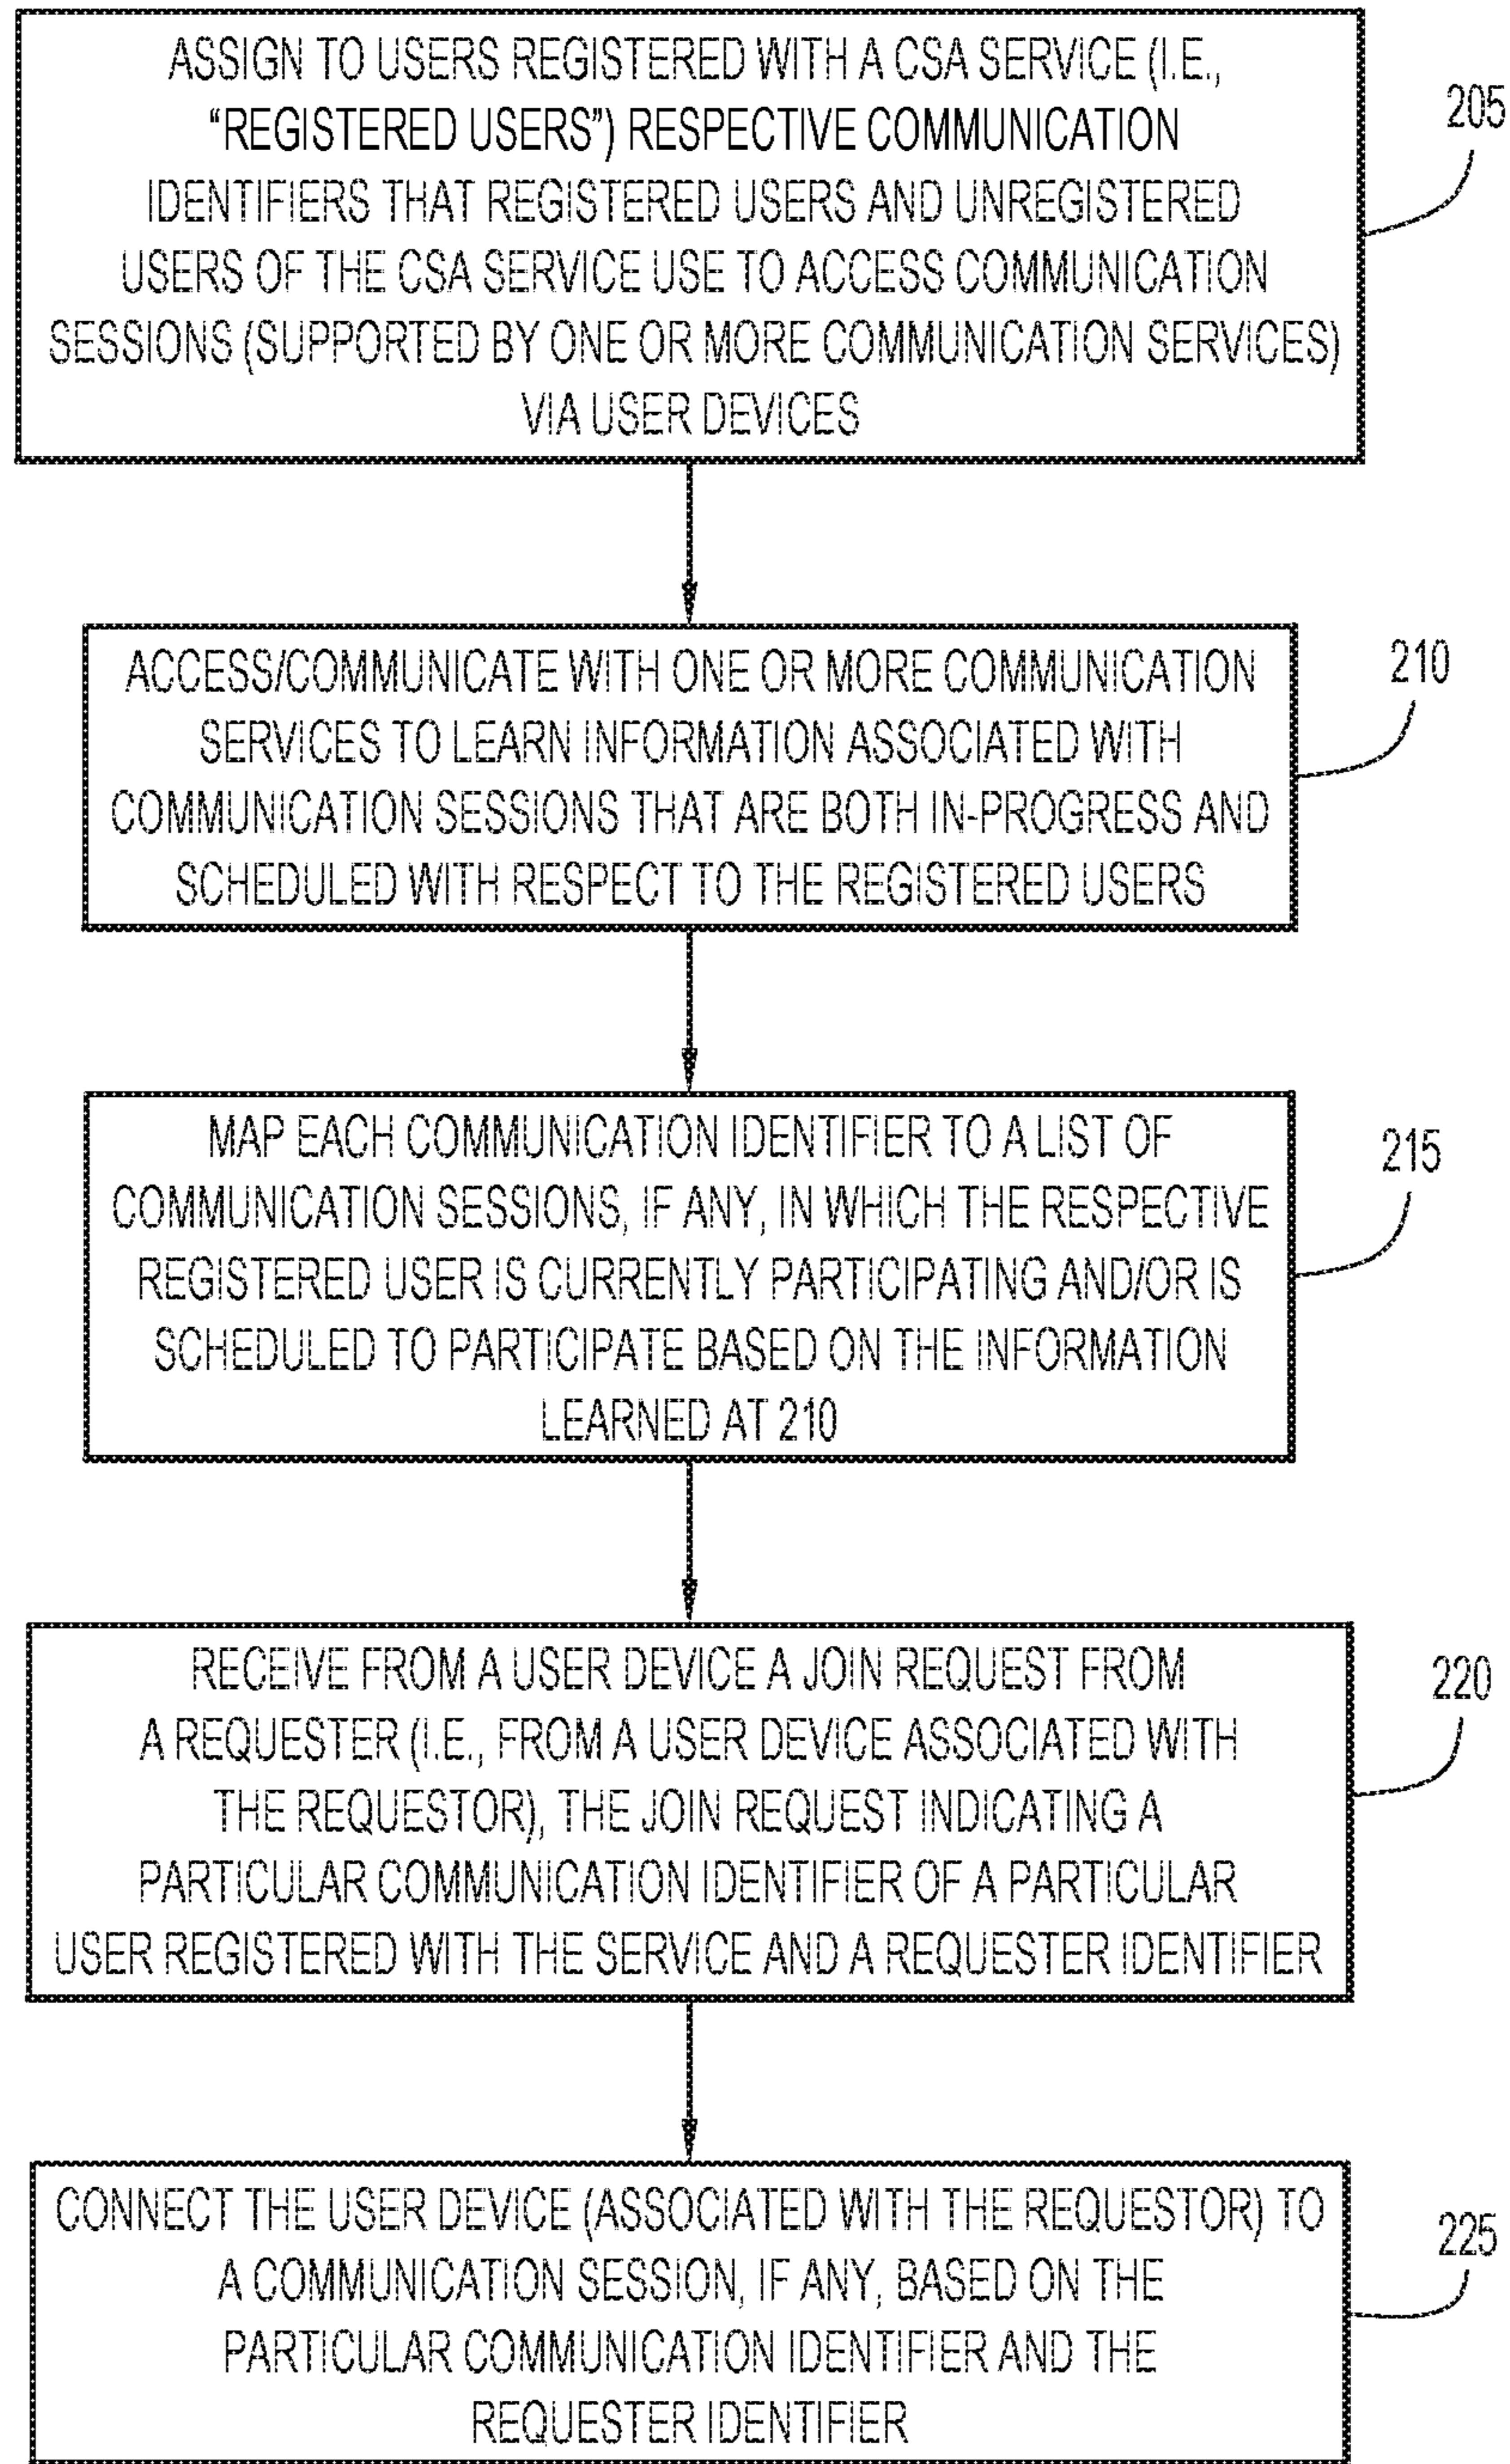 ASSIGN TO USERS REGISTERED WITH A CSA SERVICE (I.E.,
“REGISTERED USERS”) RESPECTIVE COMMUNICATION
IDENTIFIERS THAT REGISTERED USERS AND UNREGISTERED
USERS OF THE CSA SERVICE USE TO ACCESS COMMUNICATION
SESSIONS (SUPPORTED BY ONE OR MORE COMMUNICATION SERVICES)
VIA USER DEVICES
205
ACCESS/COMMUNICATE WITH ONE OR MORE COMMUNICATION
SERVICES TO LEARN INFORMATION ASSOCIATED WITH
COMMUNICATION SESSIONS THAT ARE BOTH IN-PROGRESS AND
SCHEDULED WITH RESPECT TO THE REGISTERED USERS
210
MAP EACH COMMUNICATION IDENTIFIER TO A LIST OF
COMMUNICATION SESSIONS, IF ANY, IN WHICH THE RESPECTIVE
REGISTERED USER IS CURRENTLY PARTICIPATING AND/OR IS
SCHEDULED TO PARTICIPATE BASED ON THE INFORMATION
LEARNED AT 210
215
RECEIVE FROM A USER DEVICE A JOIN REQUEST FROM
A REQUESTER (I.E., FROM A USER DEVICE ASSOCIATED WITH
THE REQUESTOR), THE JOIN REQUEST INDICATING A
PARTICULAR COMMUNICATION IDENTIFIER OF A PARTICULAR
USER REGISTERED WITH THE SERVICE AND A REQUESTER IDENTIFIER
220
CONNECT THE USER DEVICE (ASSOCIATED WITH THE REQUESTOR) TO
A COMMUNICATION SESSION, IF ANY, BASED ON THE
PARTICULAR COMMUNICATION IDENTIFIER AND THE
REQUESTER IDENTIFIER
225